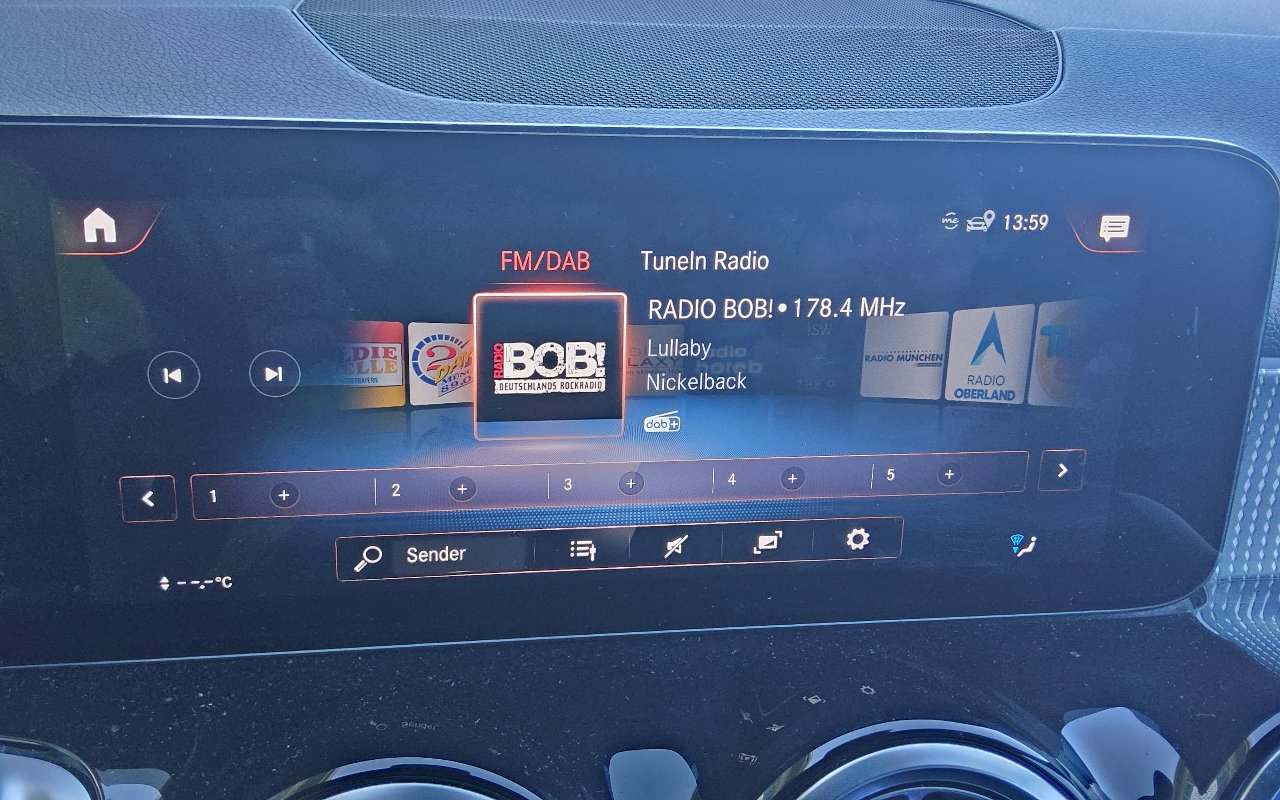 13:59
FM/DAB TuneIn Radio
RADIO BOB! • 178.4 MHz
Lullaby
Nickelback
dab+
RADIO
BOB!
DEUTSCHLANDS ROCKRADIO
RADIO MÜNCHEN
RADIO
OBERLAND
1 + 2 + 3 + 4 + 5 +
Sender
--.-°C